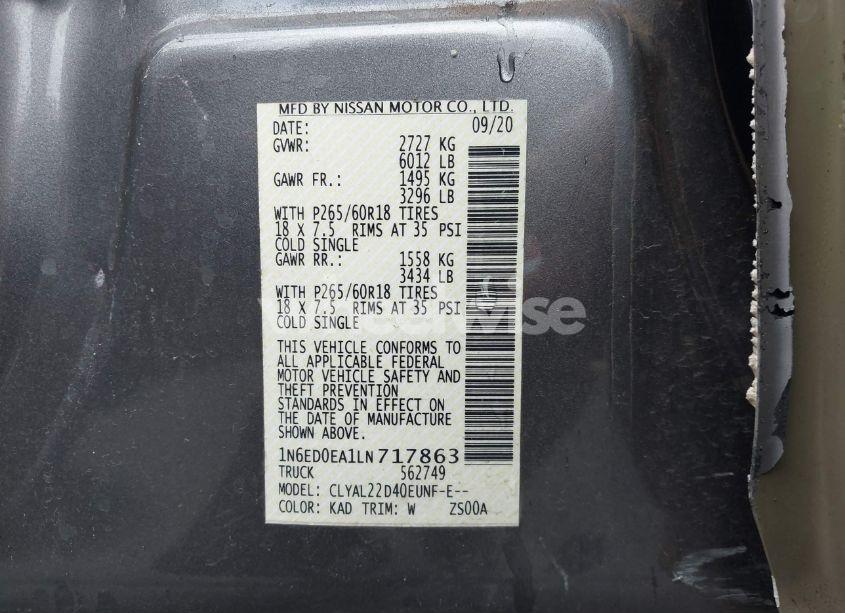 MFD BY NISSAN MOTOR CO., LTD.
DATE: 09/20
GVWR: 2727 KG
6012 LB
GAWR FR.: 1495 KG
3296 LB
WITH P265/60R18 TIRES
18 X 7.5 RIMS AT 35 PSI
COLD SINGLE
GAWR RR.: 1558 KG
3434 LB
WITH P265/60R18 TIRES
18 X 7.5 RIMS AT 35 PSI
COLD SINGLE
THIS VEHICLE CONFORMS TO
ALL APPLICABLE FEDERAL
MOTOR VEHICLE SAFETY AND
THEFT PREVENTION
STANDARDS IN EFFECT ON
THE DATE OF MANUFACTURE
SHOWN ABOVE.
1N6ED0EA1LN717863
TRUCK 562749
MODEL: CLYAL22D40EUNF-E--
COLOR: KAD TRIM: W ZS00A